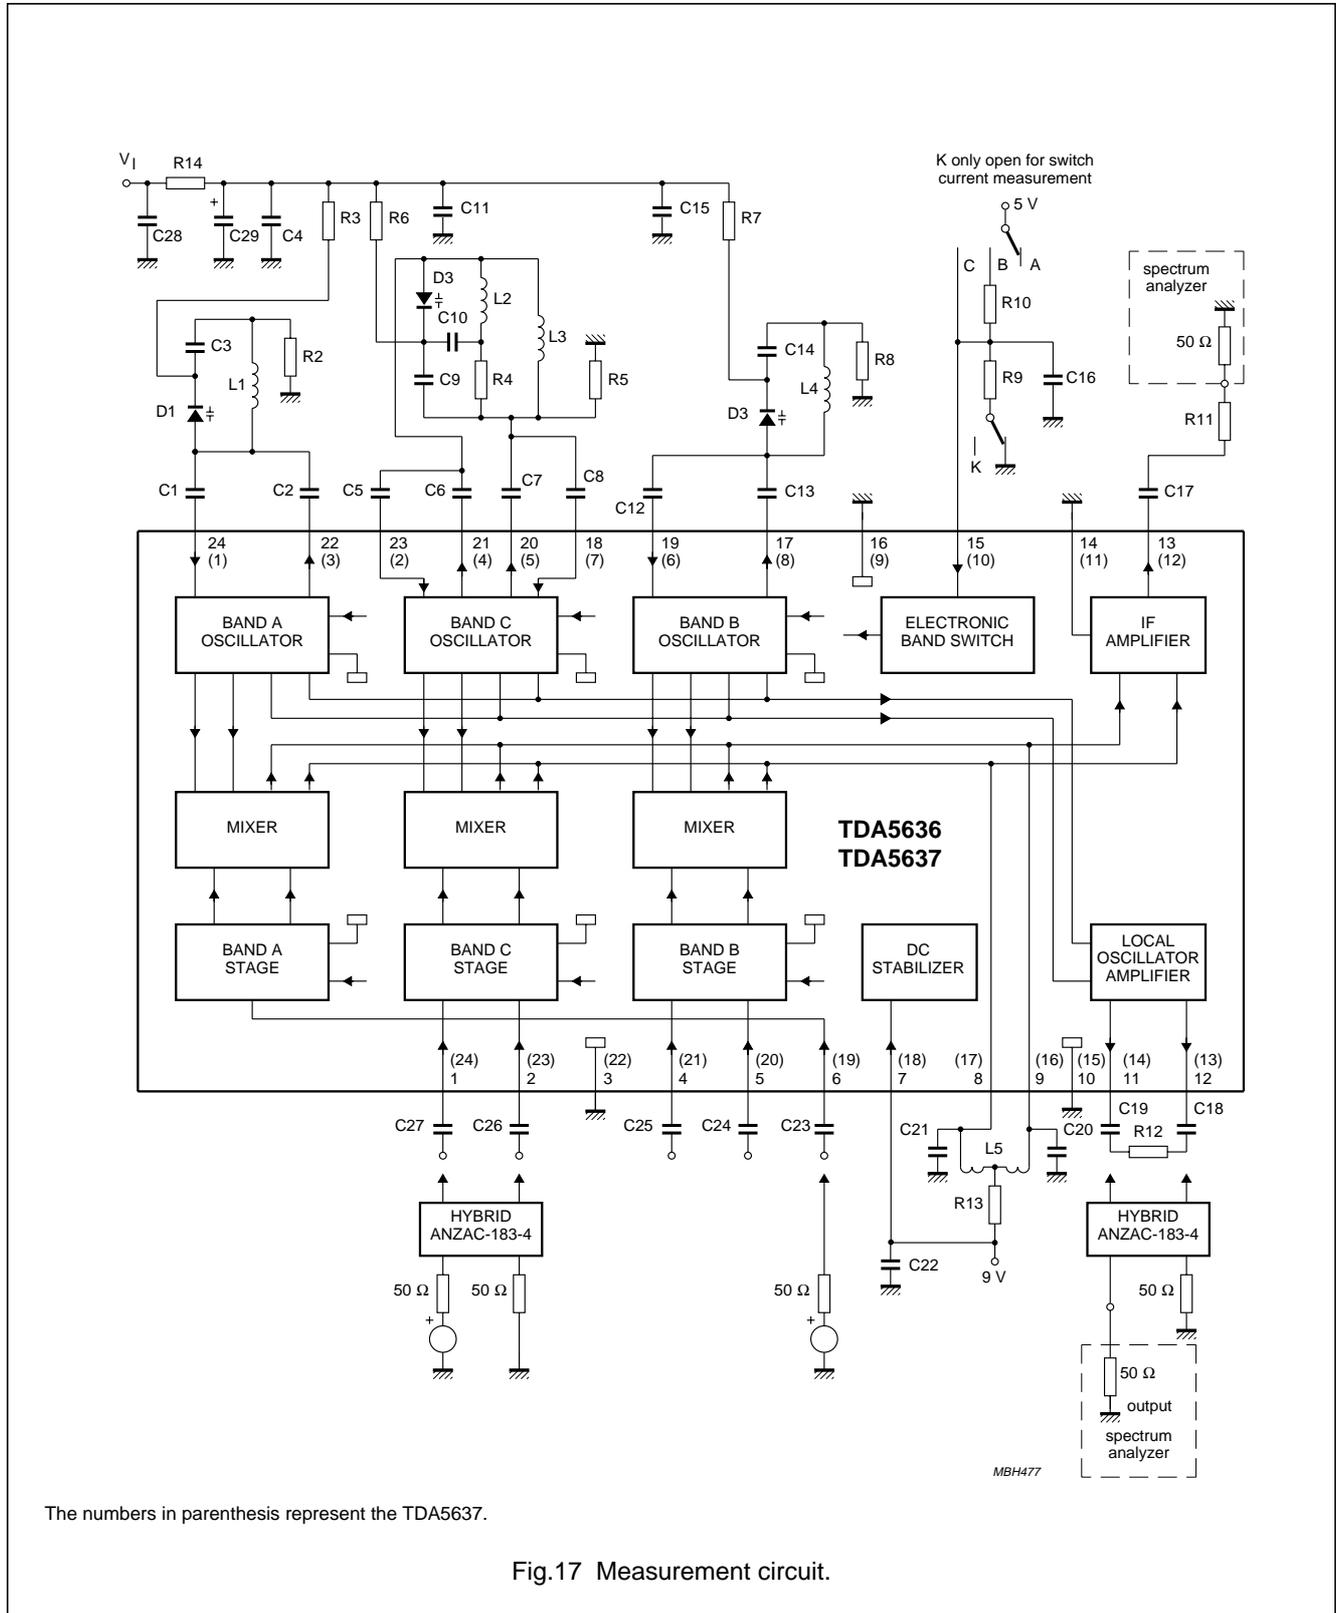 V I
R14
K only open for switch
current measurement
5 V
C28
+
C29
C4
R3
R6
C11
C15
R7
C
B
A
spectrum
analyzer
50 Ω
D3
L2
C10
L3
R10
C3
R2
L1
D1
C9
R4
R5
C14
L4
R8
D3
R9
C16
K
R11
C1
C2
C5
C6
C7
C8
C12
C13
C17
24
(1)
22
(3)
23
(2)
21
(4)
20
(5)
18
(7)
19
(6)
17
(8)
16
(9)
15
(10)
14
(11)
13
(12)
BAND A
OSCILLATOR
BAND C
OSCILLATOR
BAND B
OSCILLATOR
ELECTRONIC
BAND SWITCH
IF
AMPLIFIER
MIXER
MIXER
MIXER
TDA5636
TDA5637
BAND A
STAGE
BAND C
STAGE
BAND B
STAGE
DC
STABILIZER
LOCAL
OSCILLATOR
AMPLIFIER
(24)
1
(23)
2
(22)
3
(21)
4
(20)
5
(19)
6
(18)
7
(17)
8
(16)
9
(15)
10
(14)
11
(13)
12
C27
C26
C25
C24
C23
C21
L5
C20
C19
R12
C18
R13
HYBRID
ANZAC-183-4
HYBRID
ANZAC-183-4
C22
9 V
50 Ω
50 Ω
50 Ω
50 Ω
+
+
50 Ω
output
spectrum
analyzer
MBH477
The numbers in parenthesis represent the TDA5637.
Fig.17 Measurement circuit.